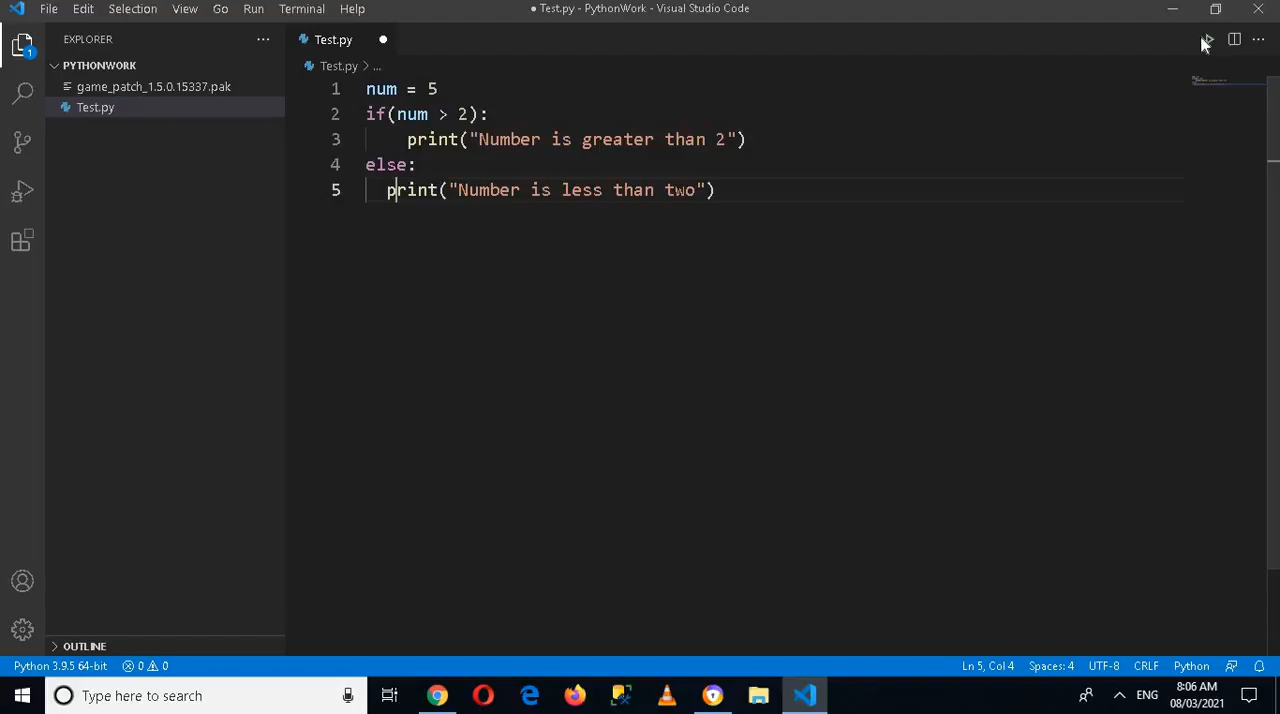 File Edit Selection View Go Run Terminal Help
● Test.py - PythonWork - Visual Studio Code
EXPLORER
Test.py
PYTHONWORK
Test.py > ...
game_patch_1.5.0.15337.pak
Test.py
1 num = 5
2 if(num > 2):
3 print("Number is greater than 2")
4 else:
5 print("Number is less than two")
1
OUTLINE
Python 3.9.5 64-bit 0 0 Ln 5, Col 4 Spaces: 4 UTF-8 CRLF Python
Type here to search
ENG
8:06 AM
08/03/2021